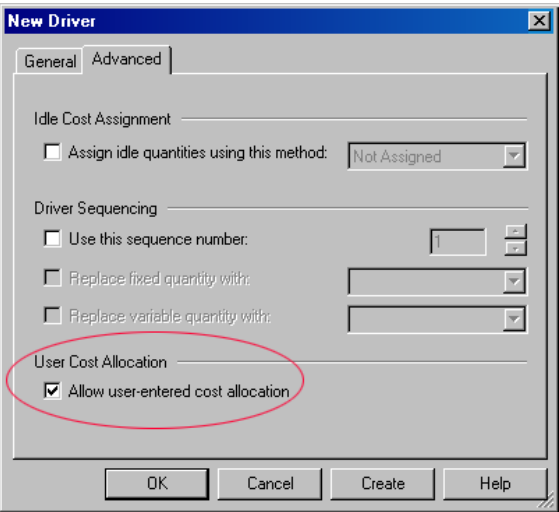 New Driver
General Advanced
Idle Cost Assignment
Assign idle quantities using this method: Not Assigned
Driver Sequencing
Use this sequence number: 1
Replace fixed quantity with:
Replace variable quantity with:
User Cost Allocation
Allow user-entered cost allocation
OK Cancel Create Help